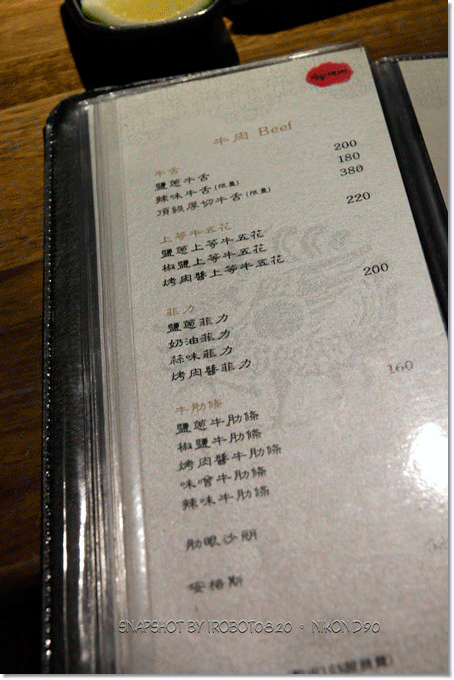 牛肉 Beef
牛舌
鹽蔥牛舌 200
辣味牛舌(限量) 180
頂級厚切牛舌(限量) 380
上等牛五花 220
鹽蔥上等牛五花
椒鹽上等牛五花
烤肉醬上等牛五花
菲力 200
鹽蔥菲力
奶油菲力
蒜味菲力
烤肉醬菲力
牛肋條 160
鹽蔥牛肋條
椒鹽牛肋條
烤肉醬牛肋條
味噌牛肋條
辣味牛肋條
肋眼沙朗
安格斯
SNAPSHOT BY IROBOT0820 · NIKON D90